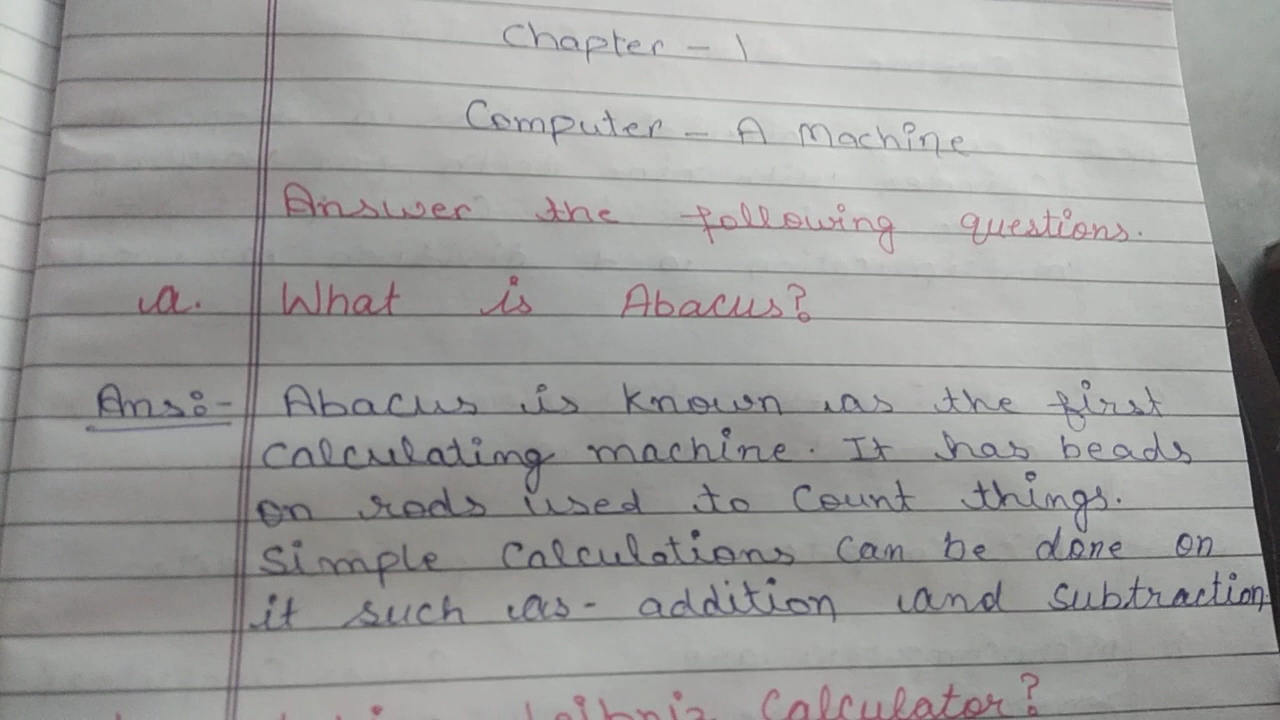 Chapter - 1
Computer - A Machine
Answer the following questions.
a. What is Abacus?
Ans:- Abacus is known as the first
calculating machine. It has beads
on rods used to count things.
Simple calculations can be done on
it such as - addition and subtraction.
Leibniz Calculator?